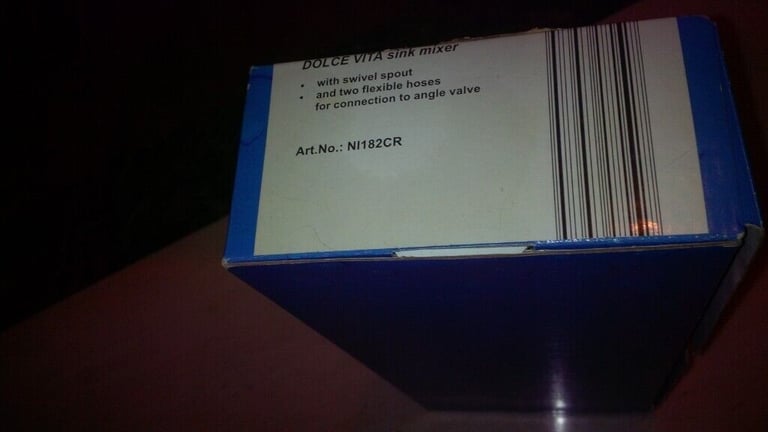 DOLCE VITA sink mixer
• with swivel spout
• and two flexible hoses
for connection to angle valve
Art.No.: NI182CR